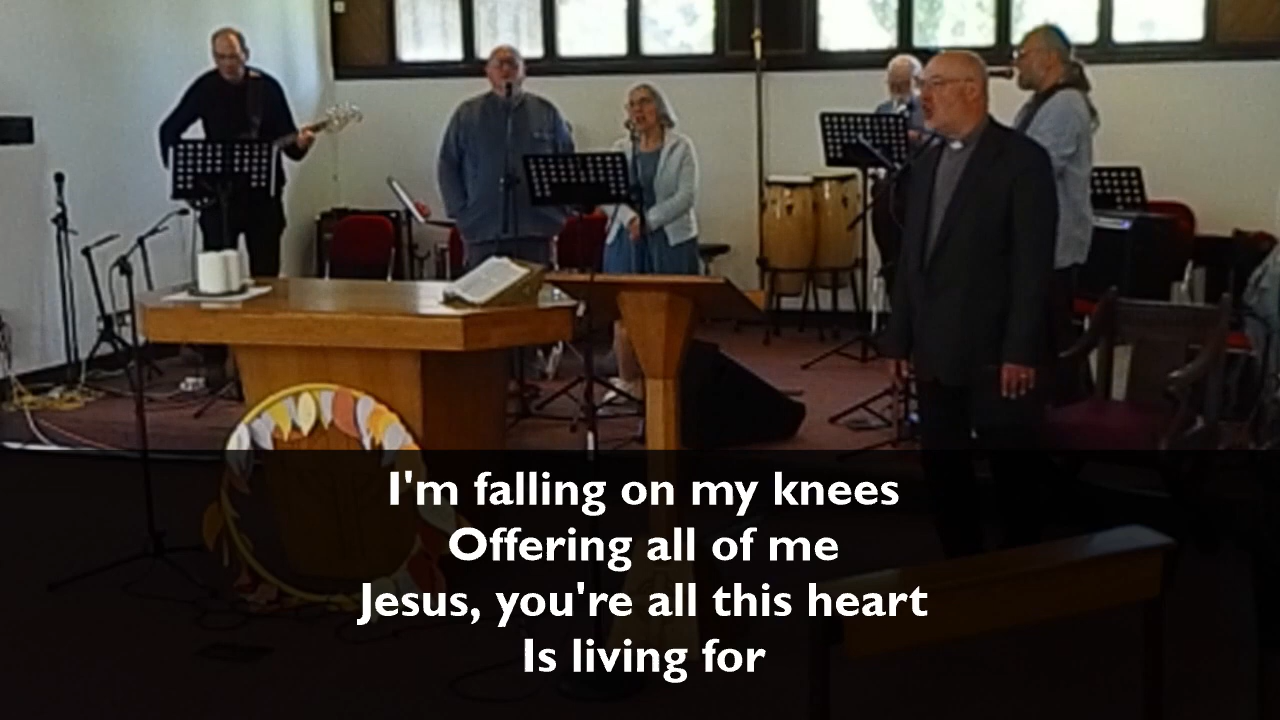 I'm falling on my knees
Offering all of me
Jesus, you're all this heart
Is living for